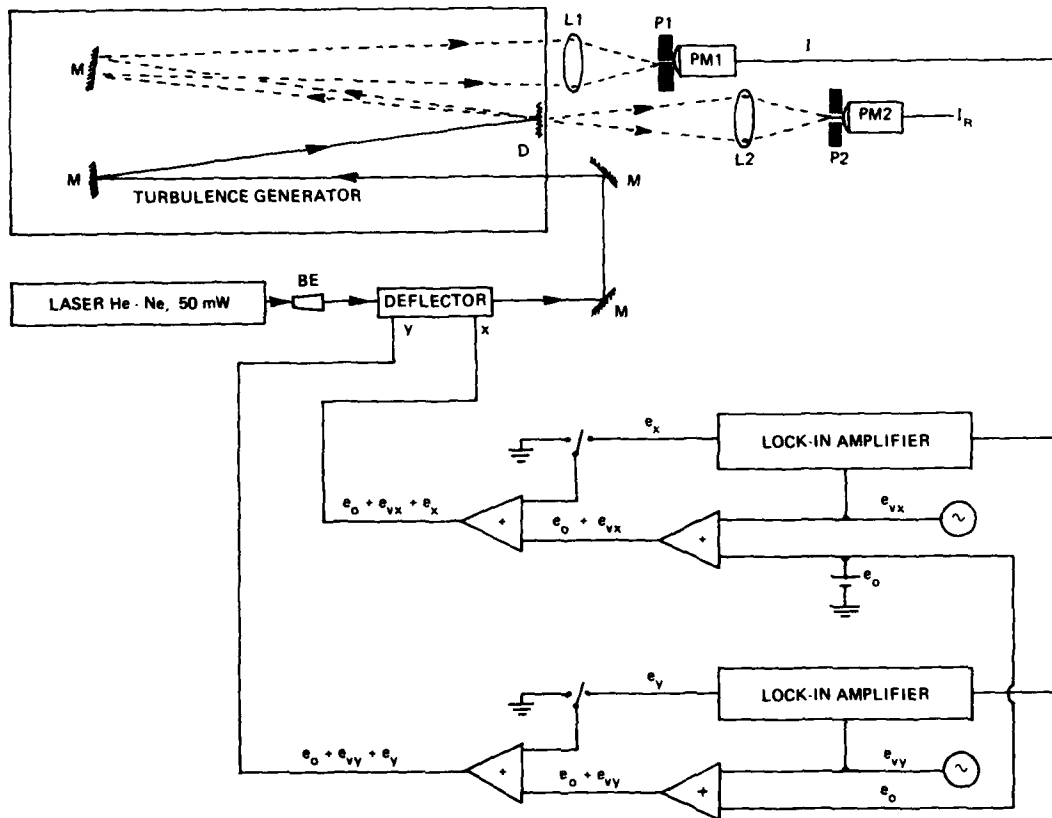 L1
P1
PM1
I
M
PM2
I_R
D
L2
P2
M
M
TURBULENCE GENERATOR
BE
LASER He - Ne, 50 mW
DEFLECTOR
M
y
x
e_x
LOCK-IN AMPLIFIER
e_o + e_vx + e_x
+
e_o + e_vx
+
e_vx
~
e_o
e_y
LOCK-IN AMPLIFIER
e_o + e_vy + e_y
+
e_o + e_vy
+
e_vy
~
e_o